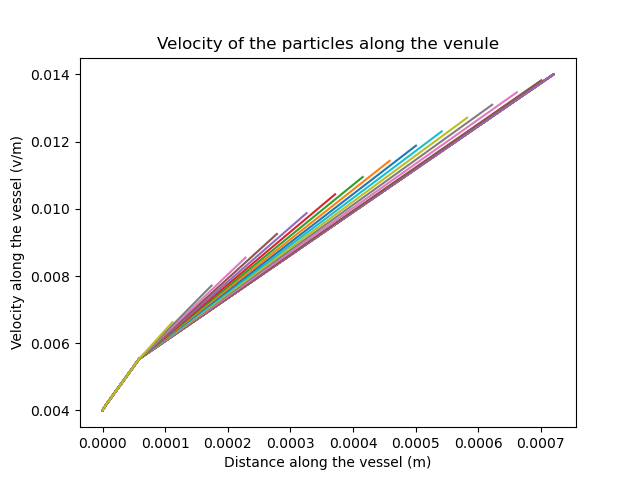 Velocity of the particles along the venule
Velocity along the vessel (v/m)
0.014
0.012
0.010
0.008
0.006
0.004
0.0000 0.0001 0.0002 0.0003 0.0004 0.0005 0.0006 0.0007
Distance along the vessel (m)